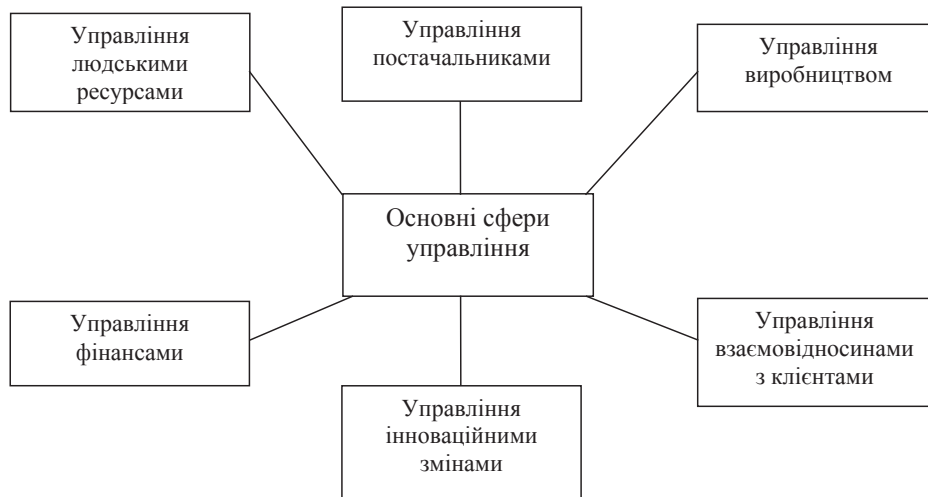 Управління
людськими
ресурсами
Управління
постачальниками
Управління
виробництвом
Основні сфери
управління
Управління
фінансами
Управління
інноваційними
змінами
Управління
взаємовідносинами
з клієнтами